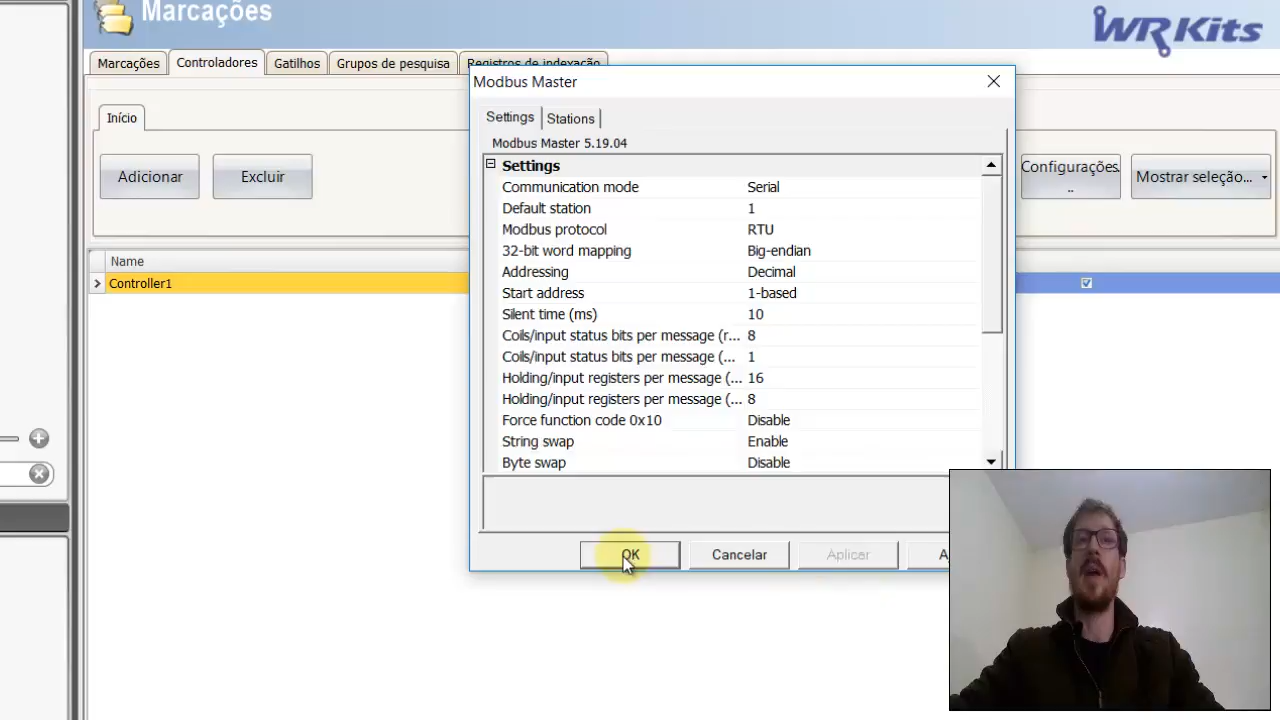 Marcações
WR Kits
Marcações Controladores Gatilhos Grupos de pesquisa Registros de indexação
Modbus Master
Início
Settings Stations
Modbus Master 5.19.04
Adicionar Excluir
Configurações.
..
Mostrar seleção...
Settings
Communication mode Serial
Default station 1
Modbus protocol RTU
32-bit word mapping Big-endian
Addressing Decimal
Start address 1-based
Silent time (ms) 10
Coils/input status bits per message (r... 8
Coils/input status bits per message (... 1
Holding/input registers per message (... 16
Holding/input registers per message (... 8
Force function code 0x10 Disable
String swap Enable
Byte swap Disable
Name
Controller1
OK Cancelar Aplicar